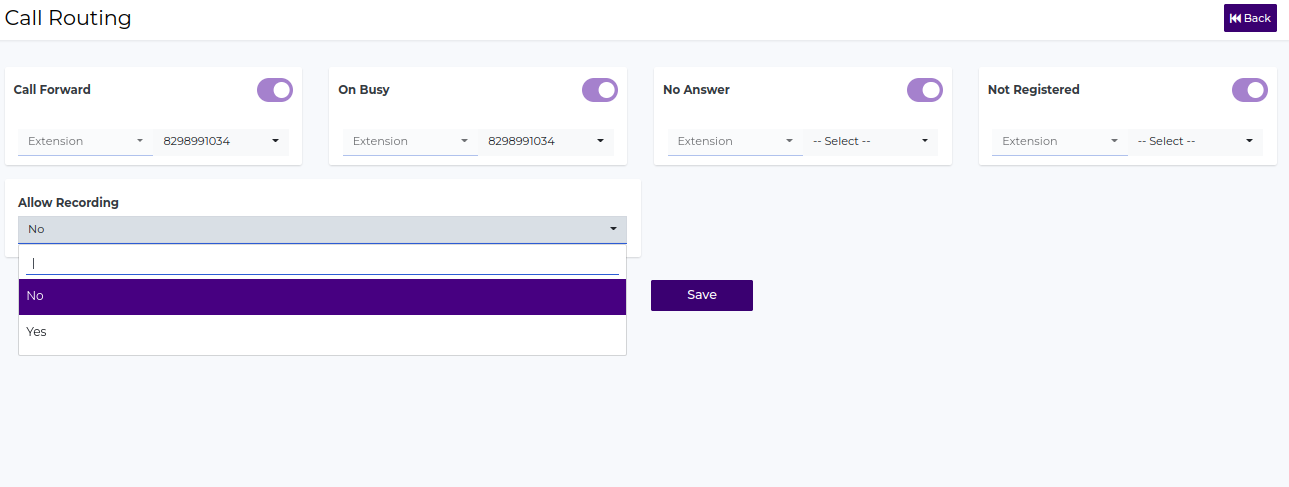 Call Routing
Back
Call Forward
On Busy
No Answer
Not Registered
Extension 8298991034
Extension 8298991034
Extension -- Select --
Extension -- Select --
Allow Recording
No
No
Save
Yes